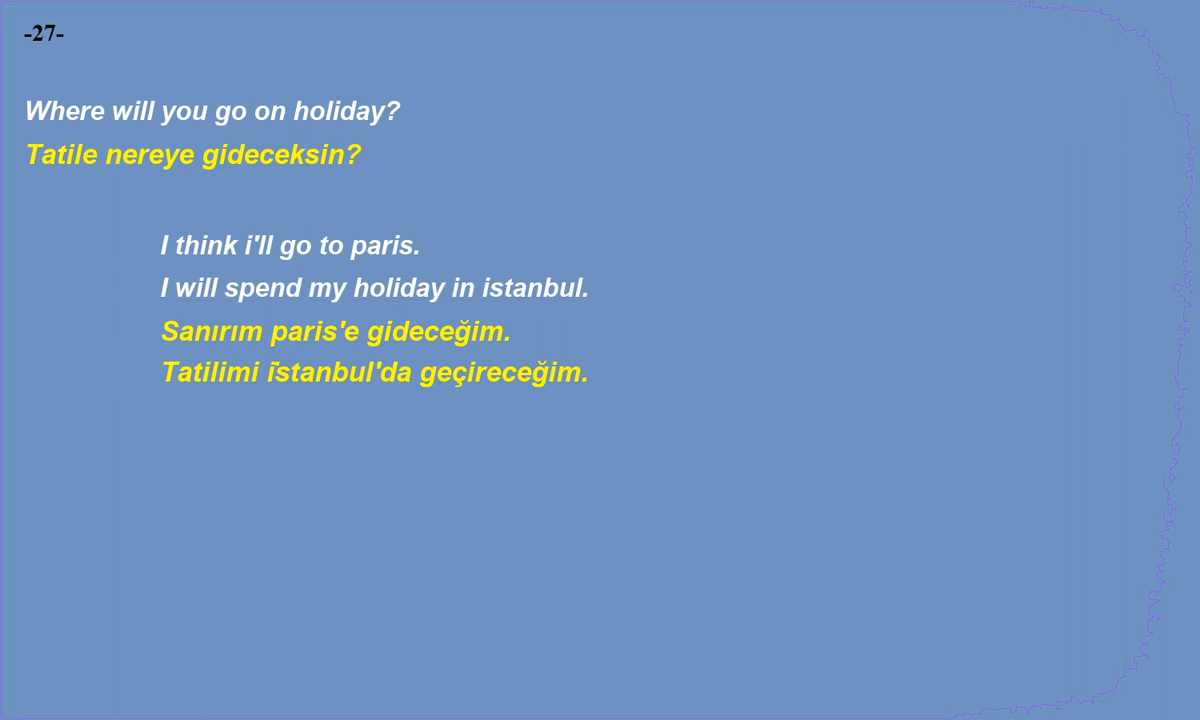 -27-
Where will you go on holiday?
Tatile nereye gideceksin?
I think i'll go to paris.
I will spend my holiday in istanbul.
Sanırım paris'e gideceğim.
Tatilimi i̇stanbul'da geçireceğim.